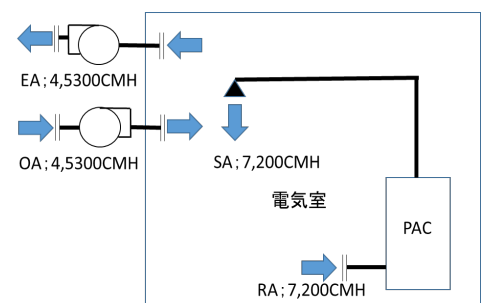 EA；4,5300CMH
OA；4,5300CMH
SA；7,200CMH
電気室
PAC
RA；7,200CMH